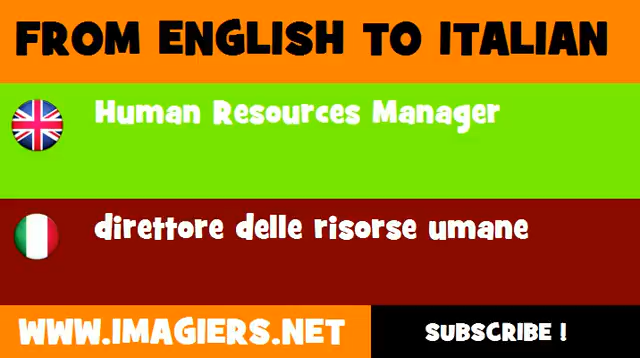 FROM ENGLISH TO ITALIAN
Human Resources Manager
direttore delle risorse umane
WWW.IMAGIERS.NET
SUBSCRIBE !